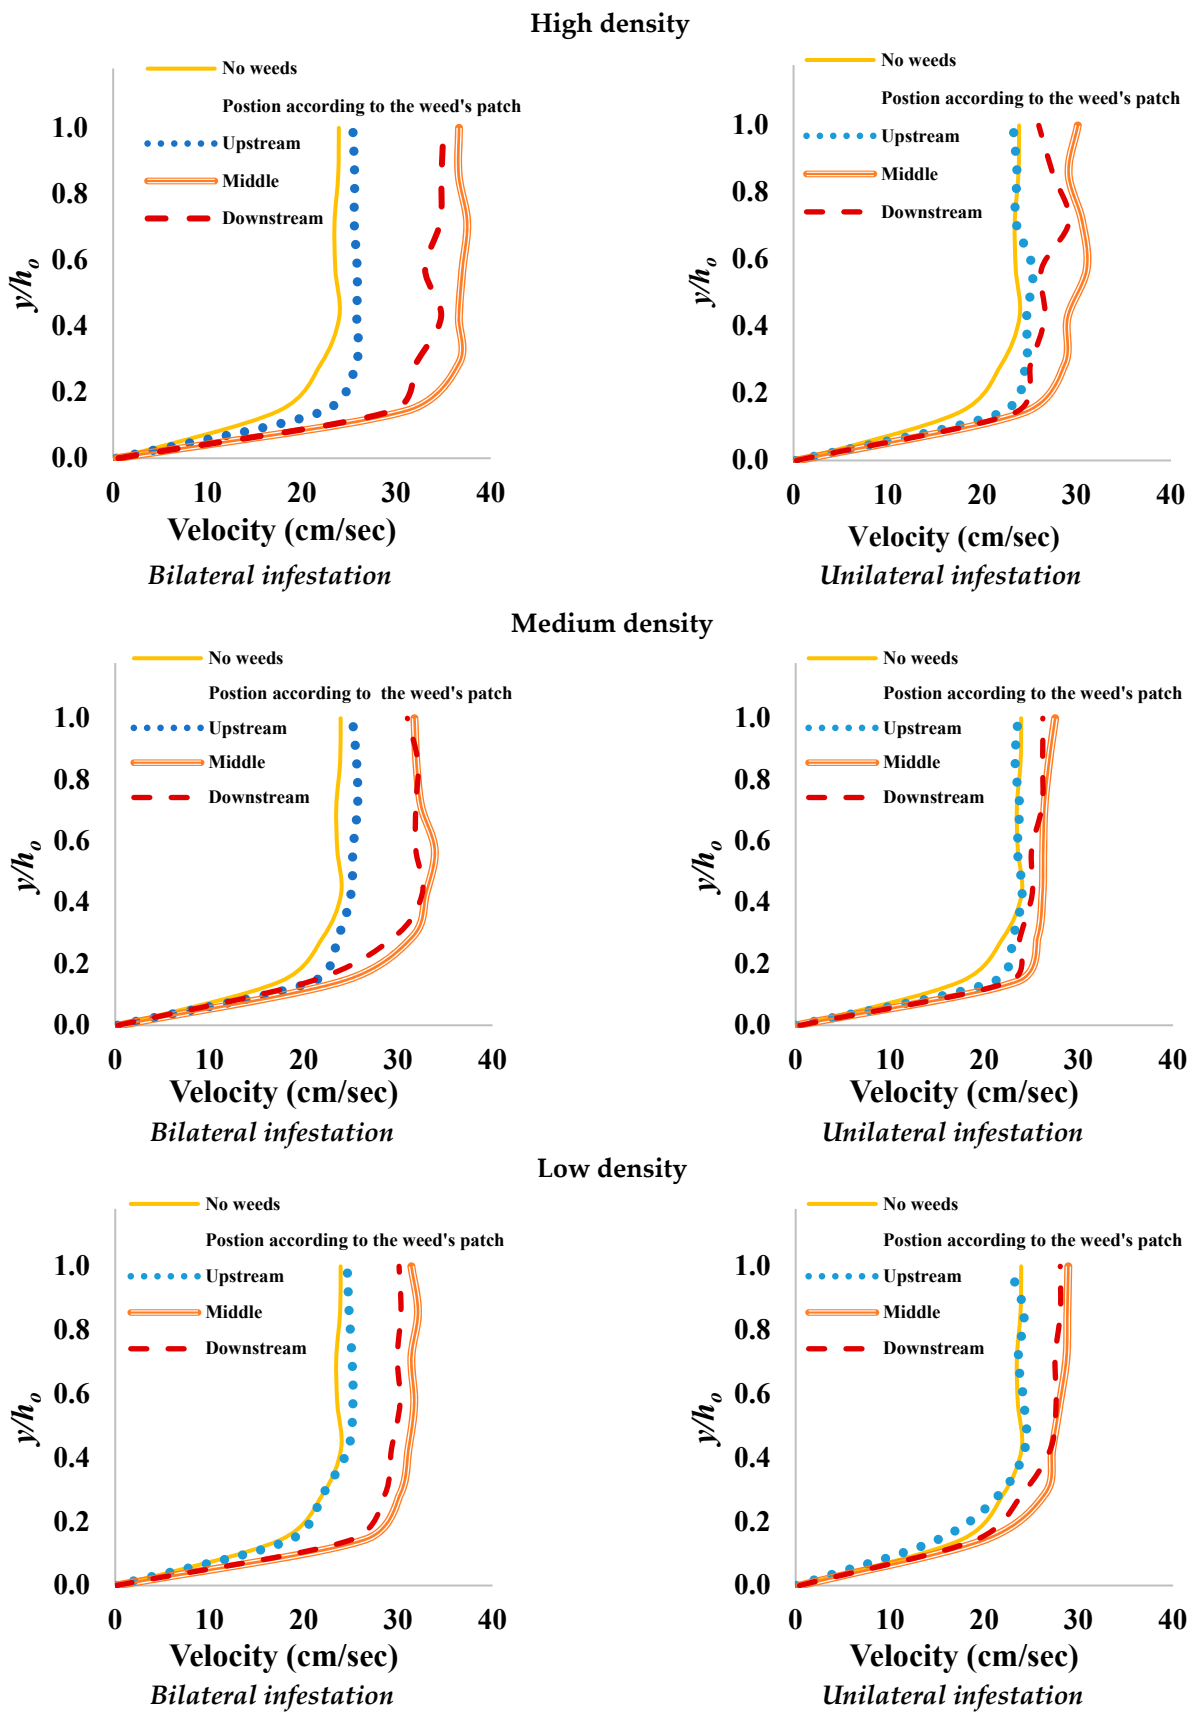 High density
No weeds
Postion according to the weed's patch
Upstream
Middle
Downstream
1.0
0.8
0.6
0.4
0.2
0.0
y/ho
0 10 20 30 40
Velocity (cm/sec)
Bilateral infestation
No weeds
Postion according to the weed's patch
Upstream
Middle
Downstream
1.0
0.8
0.6
0.4
0.2
0.0
y/ho
0 10 20 30 40
Velocity (cm/sec)
Unilateral infestation
Medium density
No weeds
Postion according to the weed's patch
Upstream
Middle
Downstream
1.0
0.8
0.6
0.4
0.2
0.0
y/ho
0 10 20 30 40
Velocity (cm/sec)
Bilateral infestation
No weeds
Postion according to the weed's patch
Upstream
Middle
Downstream
1.0
0.8
0.6
0.4
0.2
0.0
y/ho
0 10 20 30 40
Velocity (cm/sec)
Unilateral infestation
Low density
No weeds
Postion according to the weed's patch
Upstream
Middle
Downstream
1.0
0.8
0.6
0.4
0.2
0.0
y/ho
0 10 20 30 40
Velocity (cm/sec)
Bilateral infestation
No weeds
Postion according to the weed's patch
Upstream
Middle
Downstream
1.0
0.8
0.6
0.4
0.2
0.0
y/ho
0 10 20 30 40
Velocity (cm/sec)
Unilateral infestation